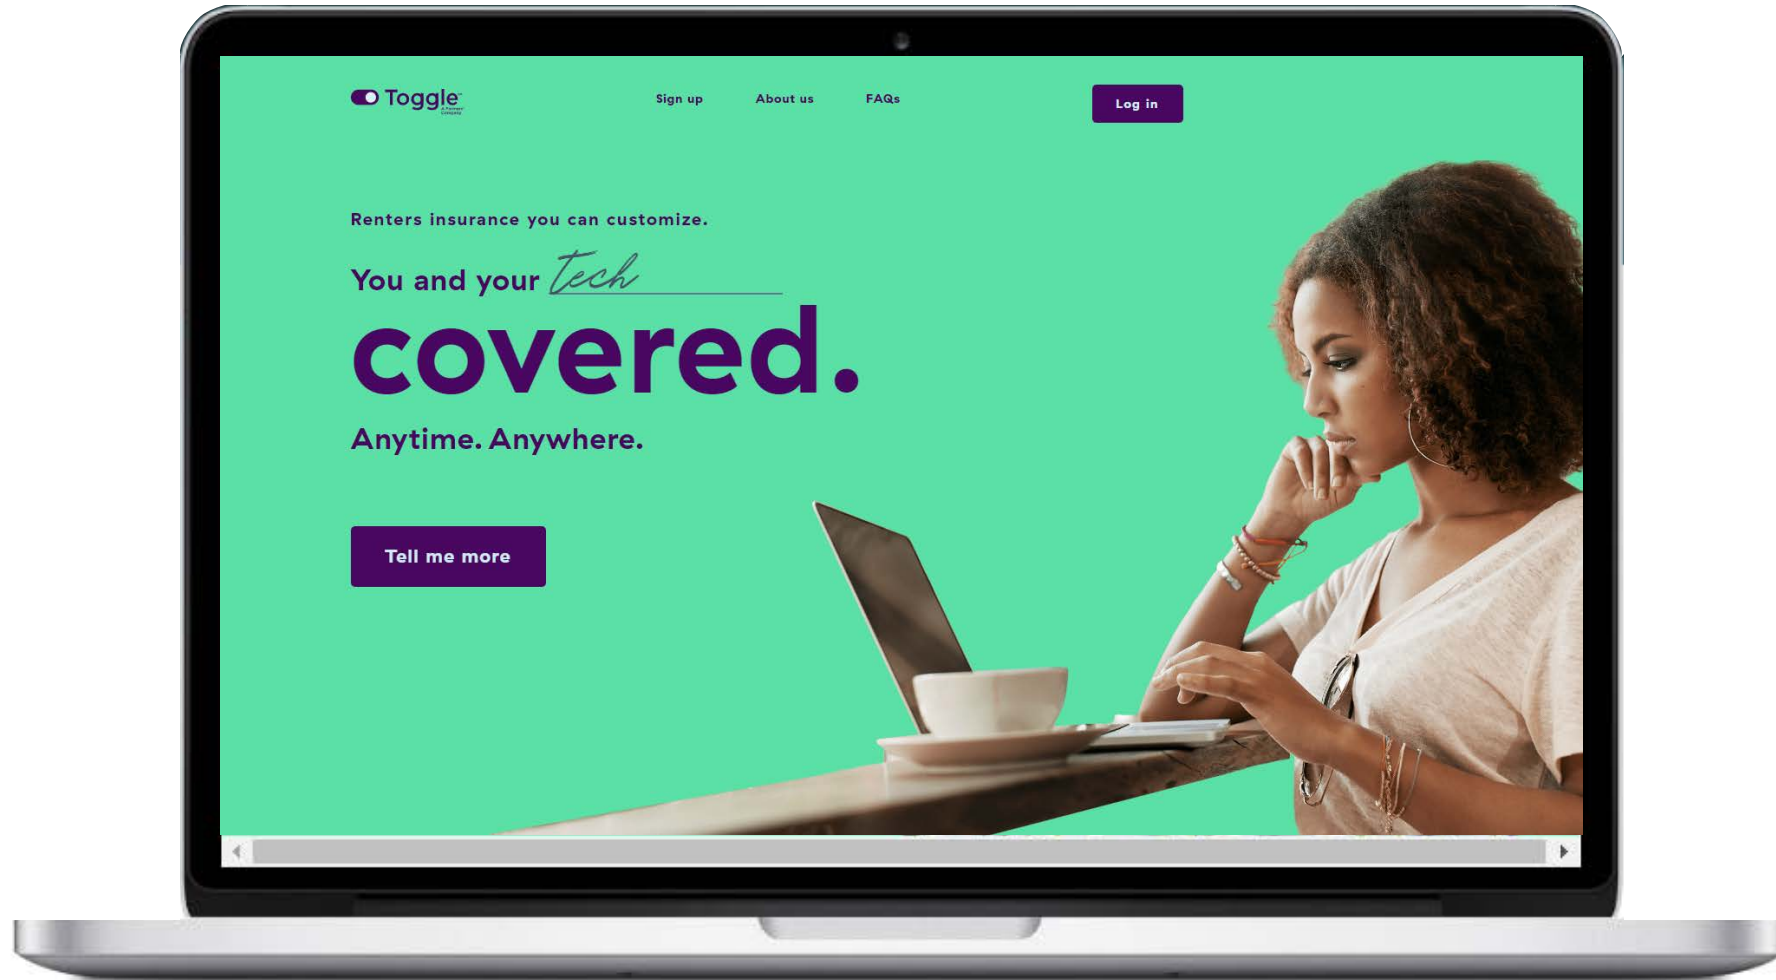 Toggle
Sign up
About us
FAQs
Log in
Renters insurance you can customize.
You and your tech
covered.
Anytime. Anywhere.
Tell me more